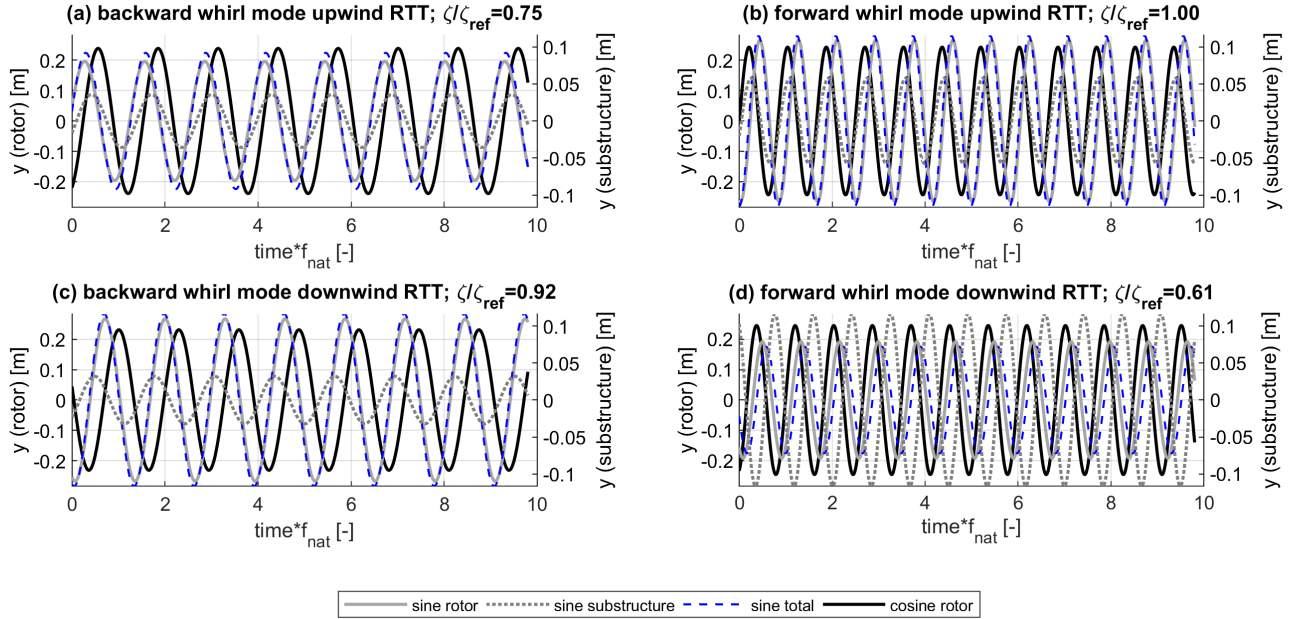 (a) backward whirl mode upwind RTT; ζ/ζref=0.75
y (rotor) [m]
0.2
0.1
0
-0.1
-0.2
0.1
0.05
0
-0.05
-0.1
y (substructure) [m]
0 2 4 6 8 10
time*fnat [-]
(b) forward whirl mode upwind RTT; ζ/ζref=1.00
y (rotor) [m]
0.2
0.1
0
-0.1
-0.2
0.1
0.05
0
-0.05
-0.1
y (substructure) [m]
0 2 4 6 8 10
time*fnat [-]
(c) backward whirl mode downwind RTT; ζ/ζref=0.92
y (rotor) [m]
0.2
0.1
0
-0.1
-0.2
0.1
0.05
0
-0.05
-0.1
y (substructure) [m]
0 2 4 6 8 10
time*fnat [-]
(d) forward whirl mode downwind RTT; ζ/ζref=0.61
y (rotor) [m]
0.2
0.1
0
-0.1
-0.2
0.1
0.05
0
-0.05
-0.1
y (substructure) [m]
0 2 4 6 8 10
time*fnat [-]
sine rotor sine substructure sine total cosine rotor